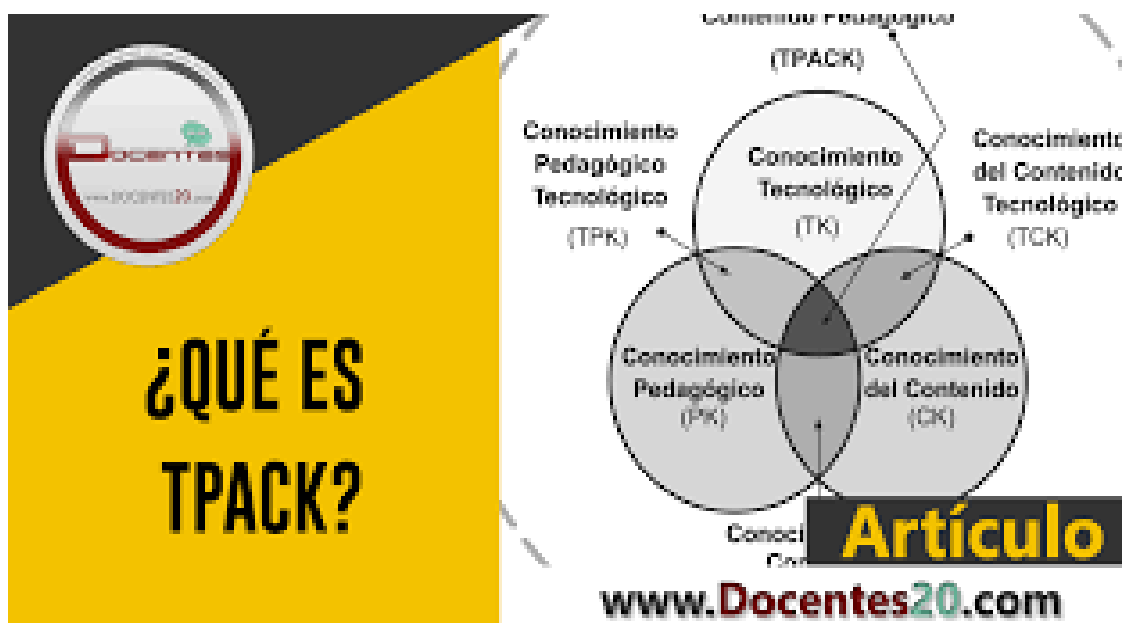 Docentes
www.DOCENTES20.com
¿QUÉ ES
TPACK?
Contenido Pedagógico
(TPACK)
Conocimiento
Pedagógico
Tecnológico
(TPK)
Conocimiento
Tecnológico
(TK)
Conocimiento
del Contenido
Tecnológico
(TCK)
Conocimiento
Pedagógico
(PK)
Conocimiento
del Contenido
(CK)
Artículo
www.Docentes20.com